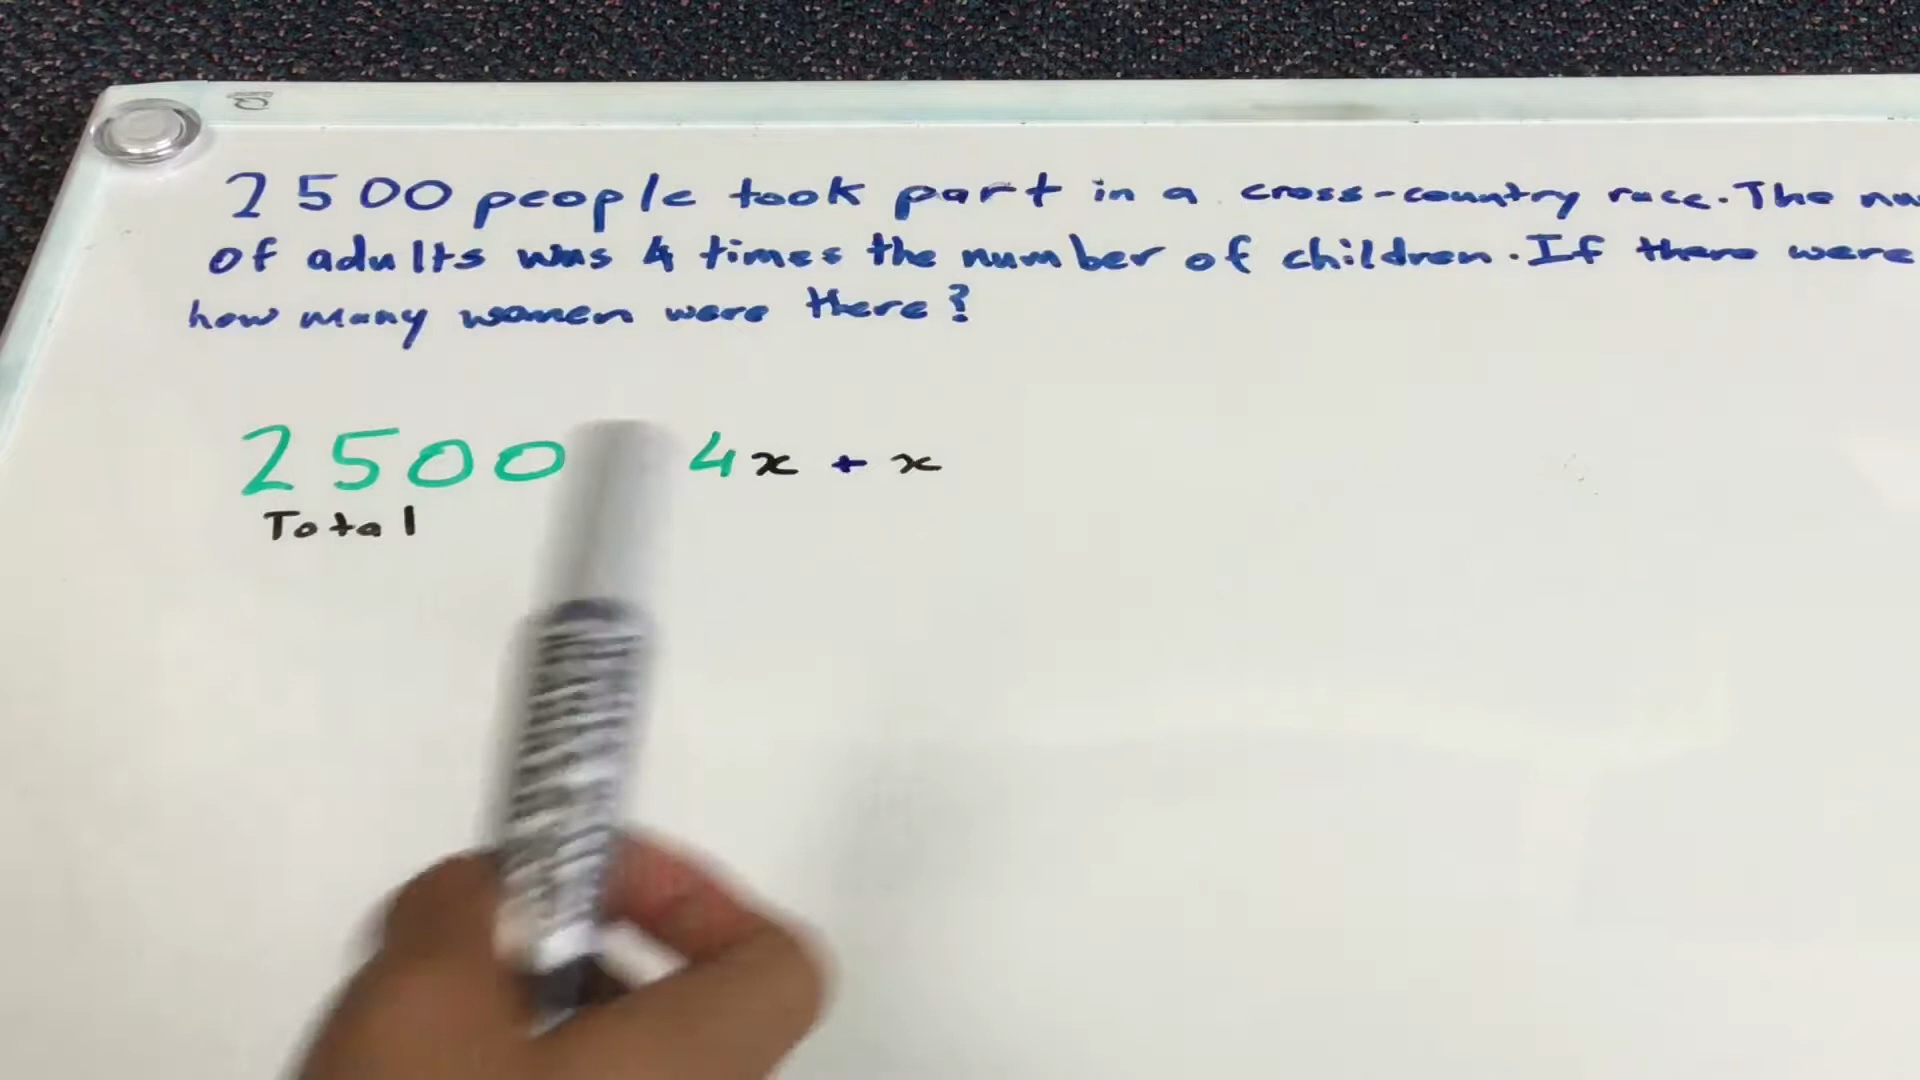 2500 people took part in a cross-country race. The
of adults was 4 times the number of children. If there were
how many women were there?
2500 4x + x
Total